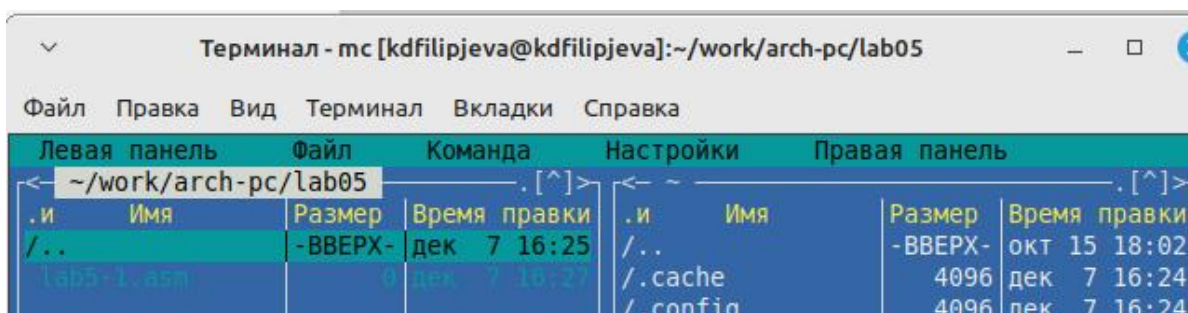 Терминал - mc [kdfilipjeva@kdfilipjeva]:~/work/arch-pc/lab05
Файл Правка Вид Терминал Вкладки Справка
Левая панель Файл Команда Настройки Правая панель
<- ~/work/arch-pc/lab05 .[^]> <- ~ .[^]>
.и Имя Размер Время правки .и Имя Размер Время правки
/.. -ВВЕРХ- дек 7 16:25 /.. -ВВЕРХ- окт 15 18:02
lab5-1.asm 0 дек 7 16:27 /.cache 4096 дек 7 16:24
/.config 4096 дек 7 16:24